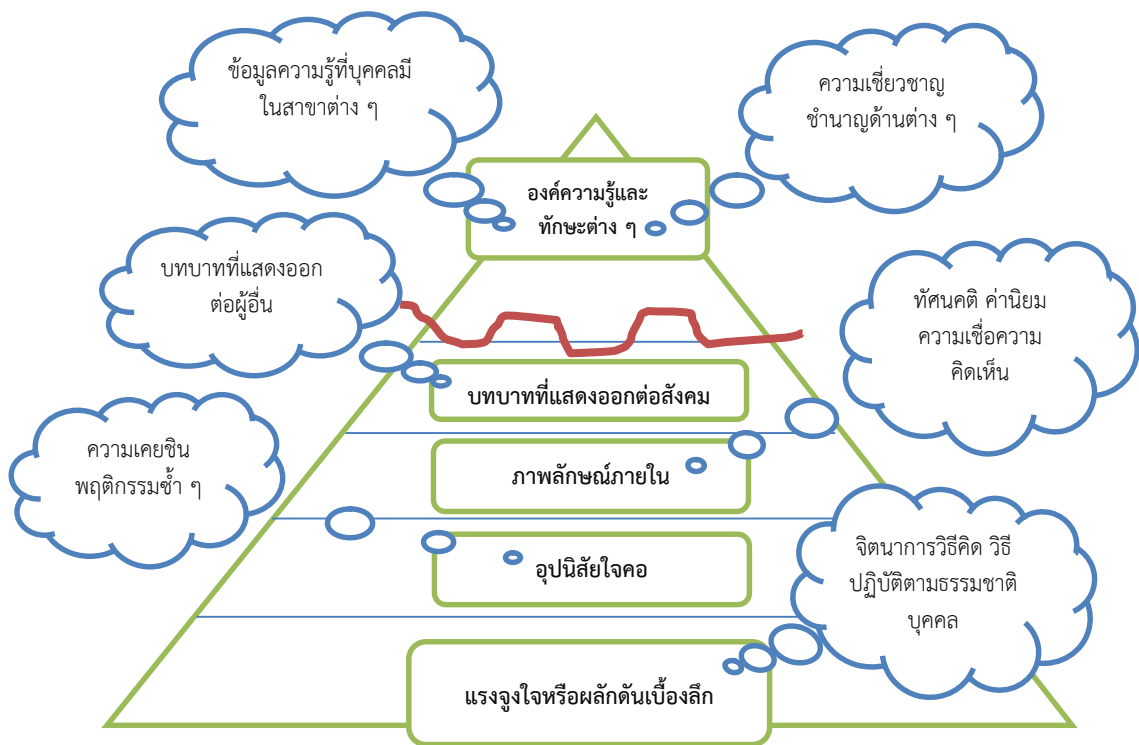 ข้อมูลความรู้ที่บุคคลมี
ในสาขาต่าง ๆ
ความเชี่ยวชาญ
ชำนาญด้านต่าง ๆ
องค์ความรู้และ
ทักษะต่าง ๆ
บทบาทที่แสดงออก
ต่อผู้อื่น
ทัศนคติ ค่านิยม
ความเชื่อความ
คิดเห็น
บทบาทที่แสดงออกต่อสังคม
ความเคยชิน
พฤติกรรมซ้ำ ๆ
ภาพลักษณ์ภายใน
อุปนิสัยใจคอ
จิตนาการวิธีคิด วิธี
ปฏิบัติตามธรรมชาติ
บุคคล
แรงจูงใจหรือผลักดันเบื้องลึก